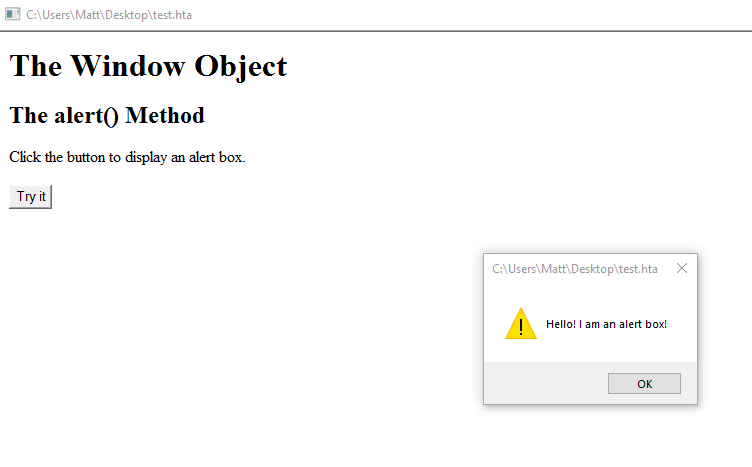 C:\Users\Matt\Desktop\test.hta
The Window Object
The alert() Method
Click the button to display an alert box.
Try it
C:\Users\Matt\Desktop\test.hta
Hello! I am an alert box!
OK